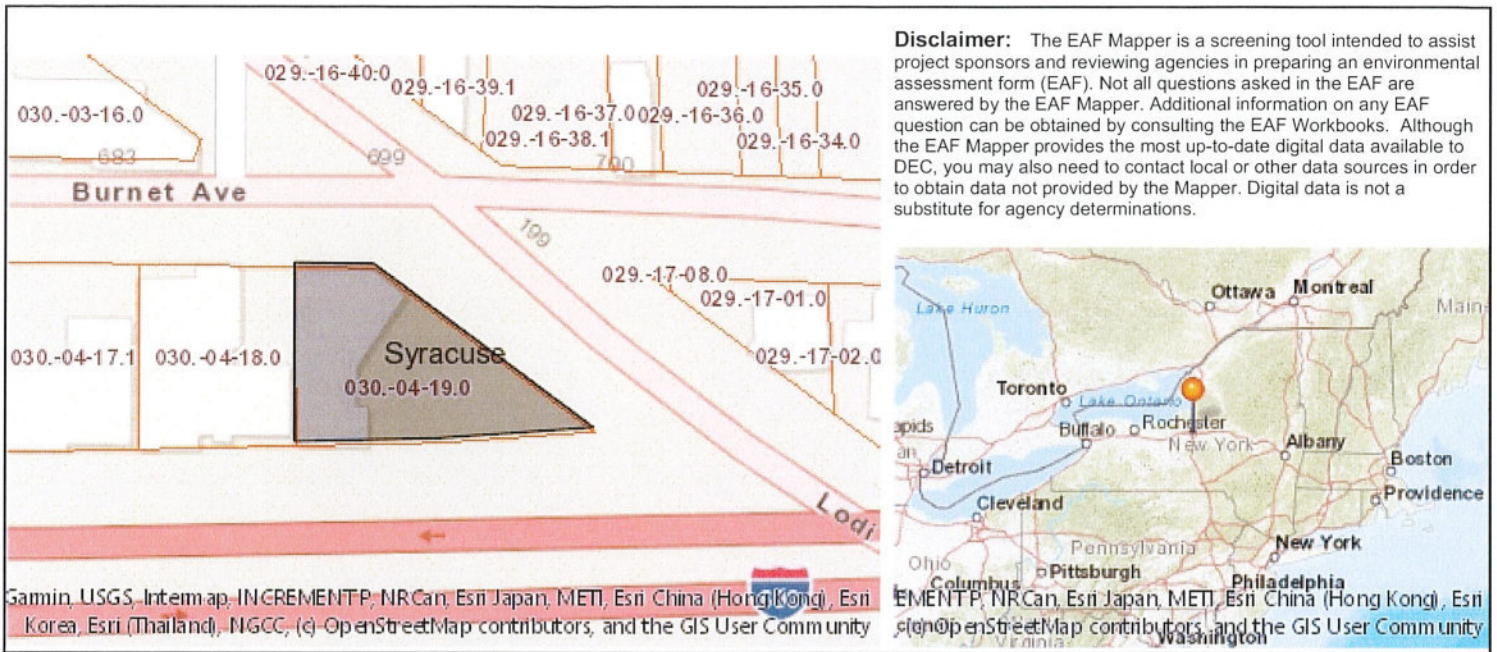 Disclaimer: The EAF Mapper is a screening tool intended to assist
project sponsors and reviewing agencies in preparing an environmental
assessment form (EAF). Not all questions asked in the EAF are
answered by the EAF Mapper. Additional information on any EAF
question can be obtained by consulting the EAF Workbooks. Although
the EAF Mapper provides the most up-to-date digital data available to
DEC, you may also need to contact local or other data sources in order
to obtain data not provided by the Mapper. Digital data is not a
substitute for agency determinations.
029.-16-40.0
029.-16-39.1
029.-16-35.0
030.-03-16.0
029.-16-37.0
029.-16-36.0
029.-16-38.1
029.-16-34.0
683
699
700
Burnet Ave
199
029.-17-08.0
029.-17-01.0
030.-04-17.1
030.-04-18.0
Syracuse
029.-17-02.0
030.-04-19.0
Lodi
Garmin, USGS, Intermap, INCREMENT P, NRCan, Esri Japan, METI, Esri China (Hong Kong), Esri
Korea, Esri (Thailand), NGCC, (c) OpenStreetMap contributors, and the GIS User Community
Ottawa
Montreal
Lake Huron
Main
Toronto
Lake Ontario
Rochester
apids
Buffalo
New York
Albany
an
Detroit
Boston
Providence
Cleveland
Pennsylvania
New York
Ohio
Pittsburgh
Columbus
Philadelphia
EMENT P, NRCan, Esri Japan, METI, Esri China (Hong Kong), Esri
(c) OpenStreetMap contributors, and the GIS User Community
Washington
Virginia